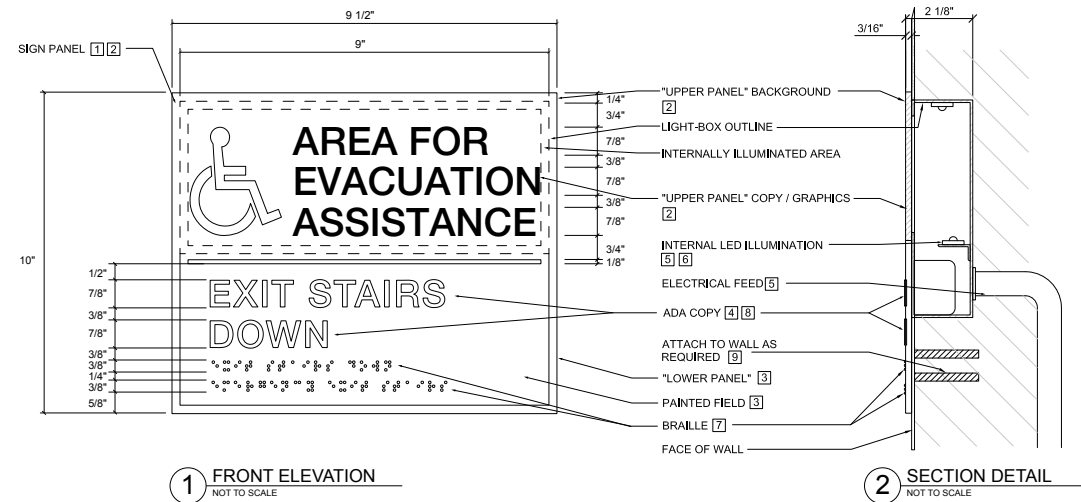 9 1/2"
9"
SIGN PANEL 1 2
10"
AREA FOR
EVACUATION
ASSISTANCE
EXIT STAIRS
DOWN
1/2"
7/8"
3/8"
7/8"
3/8"
3/8"
1/4"
3/8"
5/8"
1/4"
3/4"
7/8"
3/8"
7/8"
3/8"
7/8"
3/4"
1/8"
"UPPER PANEL" BACKGROUND
2
LIGHT-BOX OUTLINE
INTERNALLY ILLUMINATED AREA
"UPPER PANEL" COPY / GRAPHICS
2
INTERNAL LED ILLUMINATION
5 6
ELECTRICAL FEED 5
ADA COPY 4 8
ATTACH TO WALL AS
REQUIRED 9
"LOWER PANEL" 3
PAINTED FIELD 3
BRAILLE 7
FACE OF WALL
2 1/8"
3/16"
1 FRONT ELEVATION
NOT TO SCALE
2 SECTION DETAIL
NOT TO SCALE